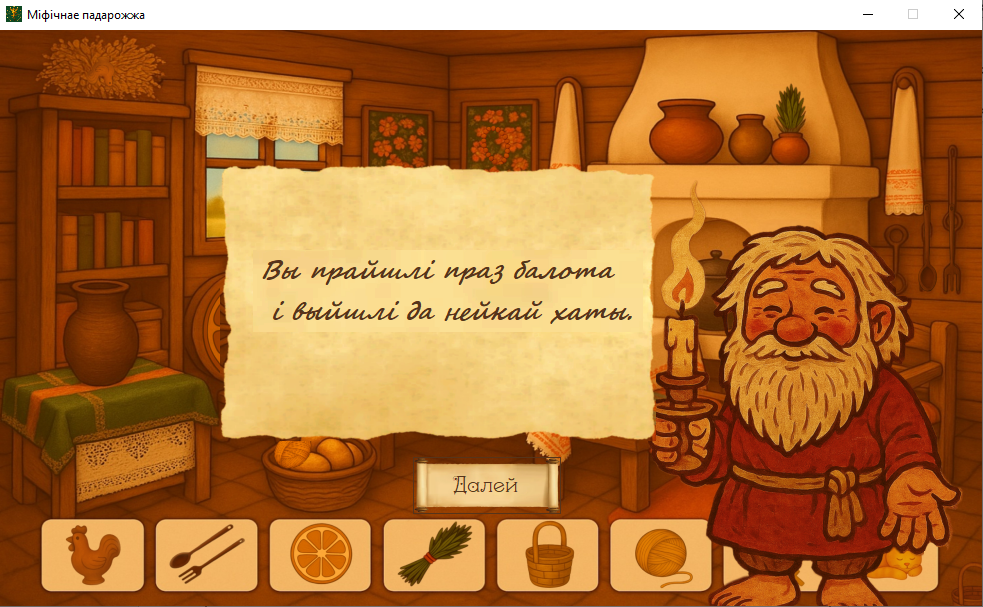 Міфічнае падарожжа
Вы прайшлі праз балота
і выйшлі да нейкай хаты.
Далей